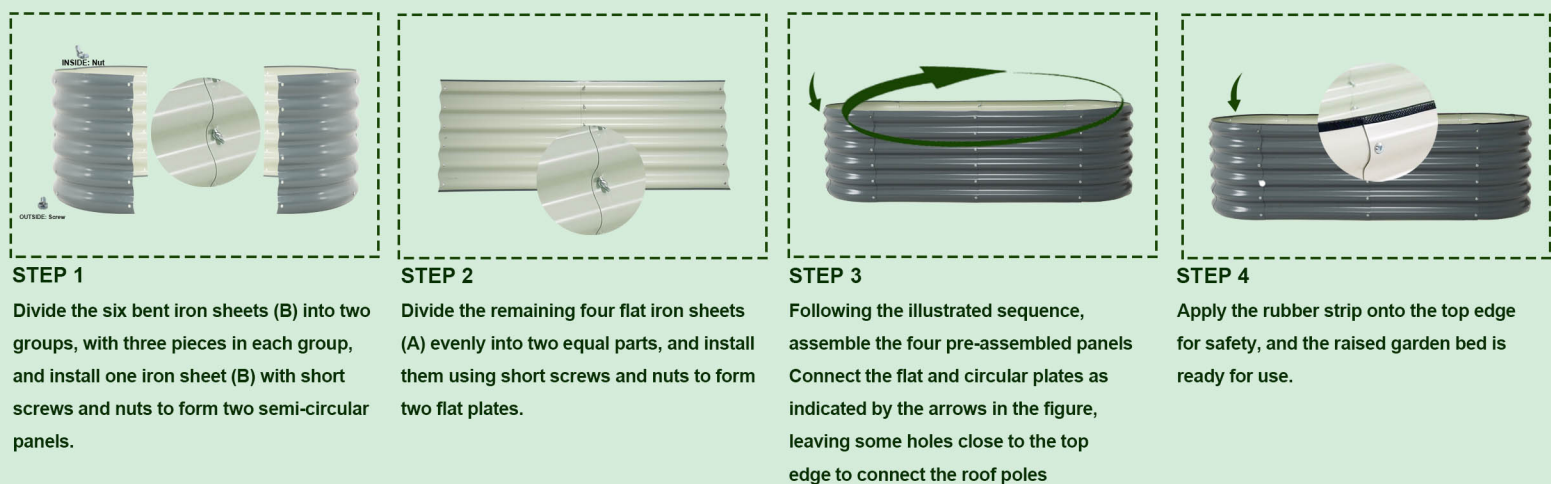 INSIDE: Nut
OUTSIDE: Screw
STEP 1
Divide the six bent iron sheets (B) into two
groups, with three pieces in each group,
and install one iron sheet (B) with short
screws and nuts to form two semi-circular
panels.
STEP 2
Divide the remaining four flat iron sheets
(A) evenly into two equal parts, and install
them using short screws and nuts to form
two flat plates.
STEP 3
Following the illustrated sequence,
assemble the four pre-assembled panels
Connect the flat and circular plates as
indicated by the arrows in the figure,
leaving some holes close to the top
edge to connect the roof poles
STEP 4
Apply the rubber strip onto the top edge
for safety, and the raised garden bed is
ready for use.